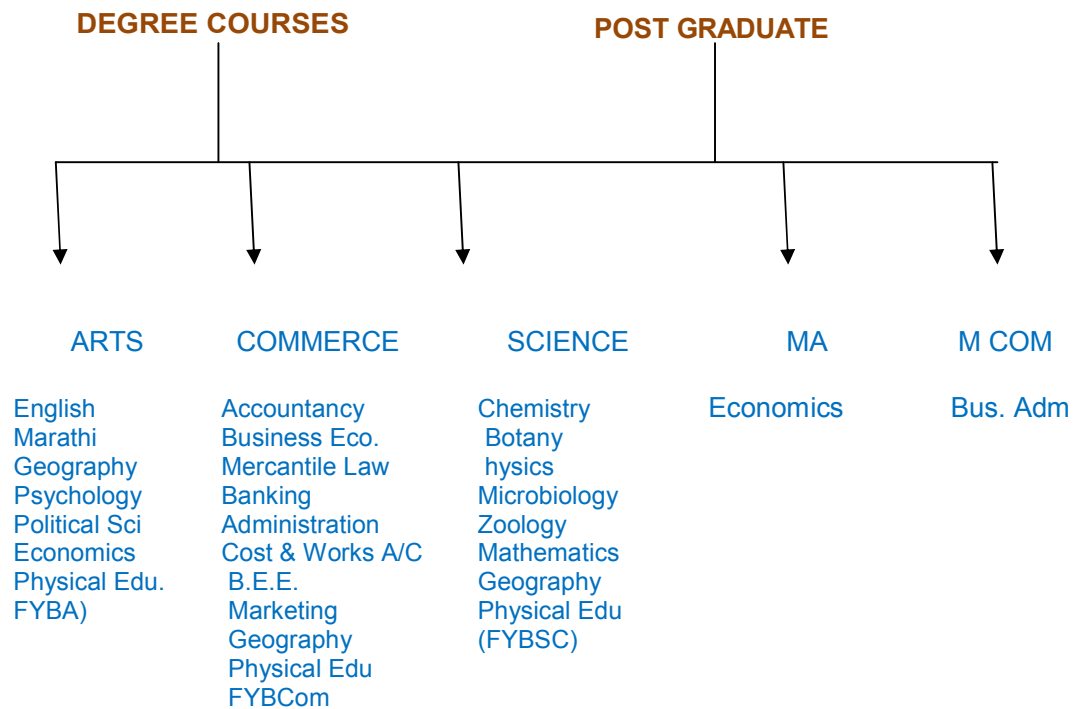 DEGREE COURSES
POST GRADUATE
ARTS
English
Marathi
Geography
Psychology
Political Sci
Economics
Physical Edu.
FYBA)
COMMERCE
Accountancy
Business Eco.
Mercantile Law
Banking
Administration
Cost & Works A/C
B.E.E.
Marketing
Geography
Physical Edu
FYBCom
SCIENCE
Chemistry
Botany
hysics
Microbiology
Zoology
Mathematics
Geography
Physical Edu
(FYBSC)
MA
Economics
M COM
Bus. Adm